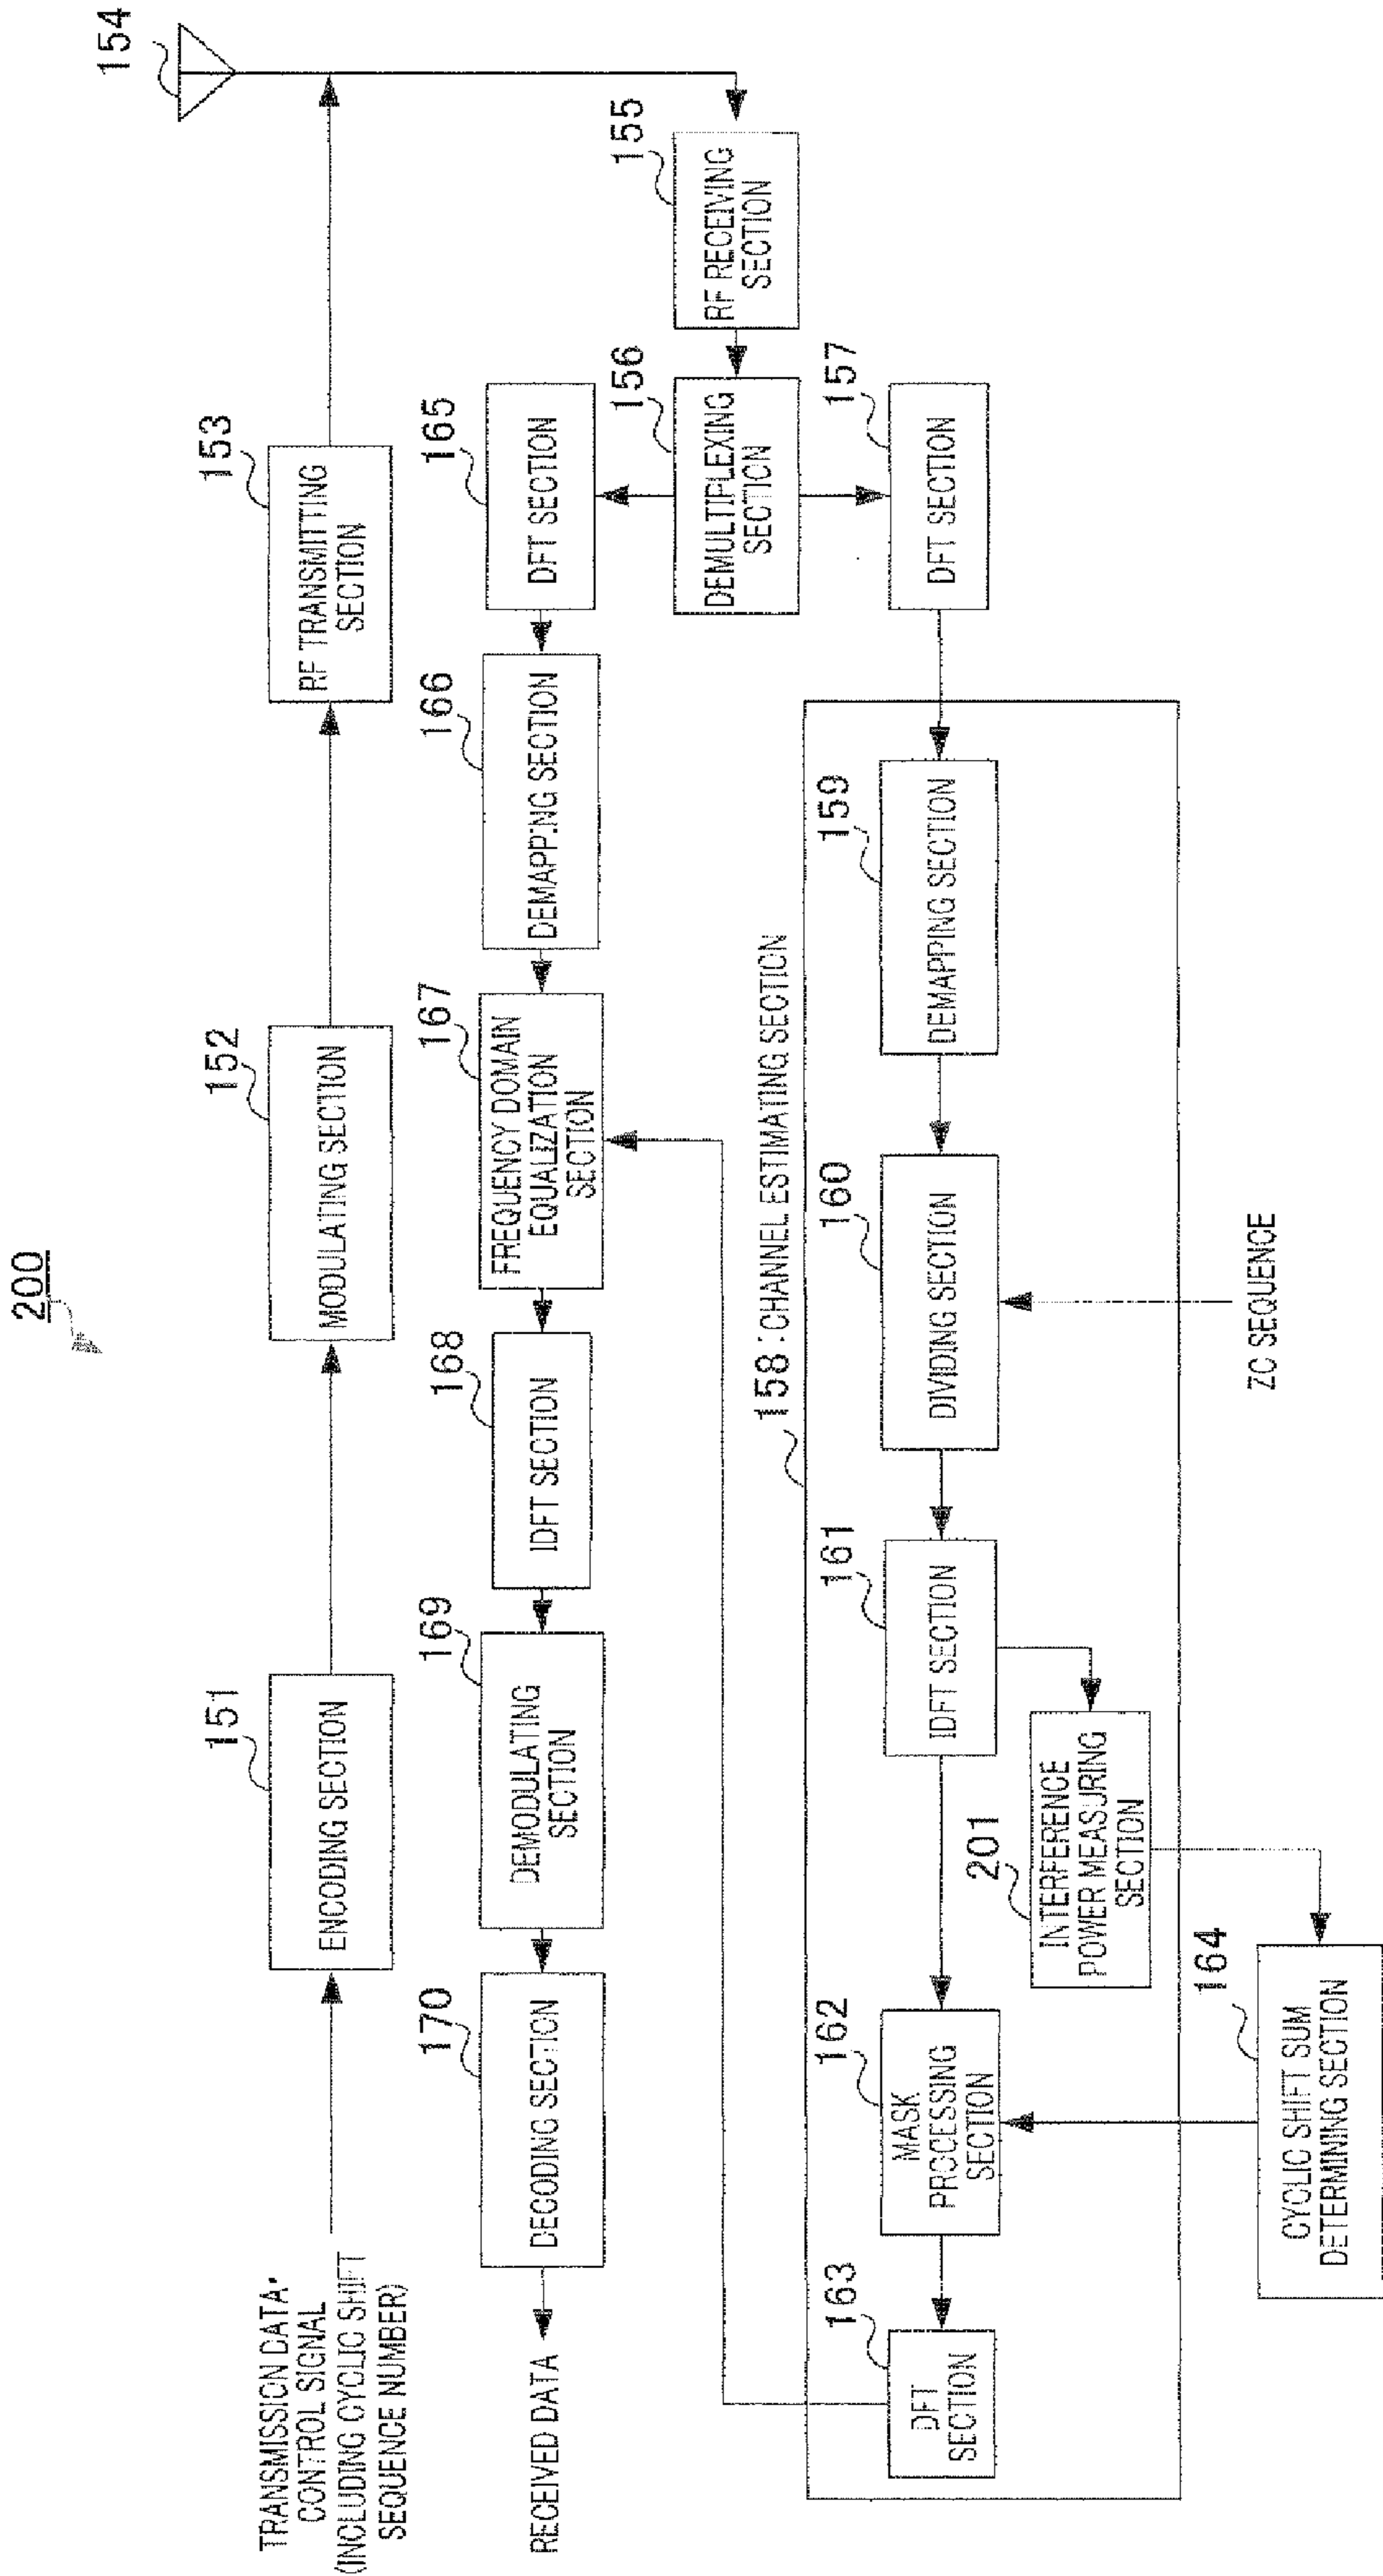 200
TRANSMISSION DATA・
CONTROL SIGNAL
(INCLUDING CYCLIC SHIFT
SEQUENCE NUMBER)
151
ENCODING SECTION
152
MODULATING SECTION
153
RF TRANSMITTING
SECTION
154
RECEIVED DATA
170
DECODING SECTION
169
DEMODULATING
SECTION
168
IDFT SECTION
167
FREQUENCY DOMAIN
EQUALIZATION
SECTION
166
DEMAPPING SECTION
165
DFT SECTION
156
DEMULTIPLEXING
SECTION
155
RF RECEIVING
SECTION
157
DFT SECTION
158 : CHANNEL ESTIMATING SECTION
163
DFT
SECTION
162
MASK
PROCESSING
SECTION
161
IDFT SECTION
160
DIVIDING SECTION
159
DEMAPPING SECTION
201
INTERFERENCE
POWER MEASURING
SECTION
164
CYCLIC SHIFT SUM
DETERMINING SECTION
ZC SEQUENCE